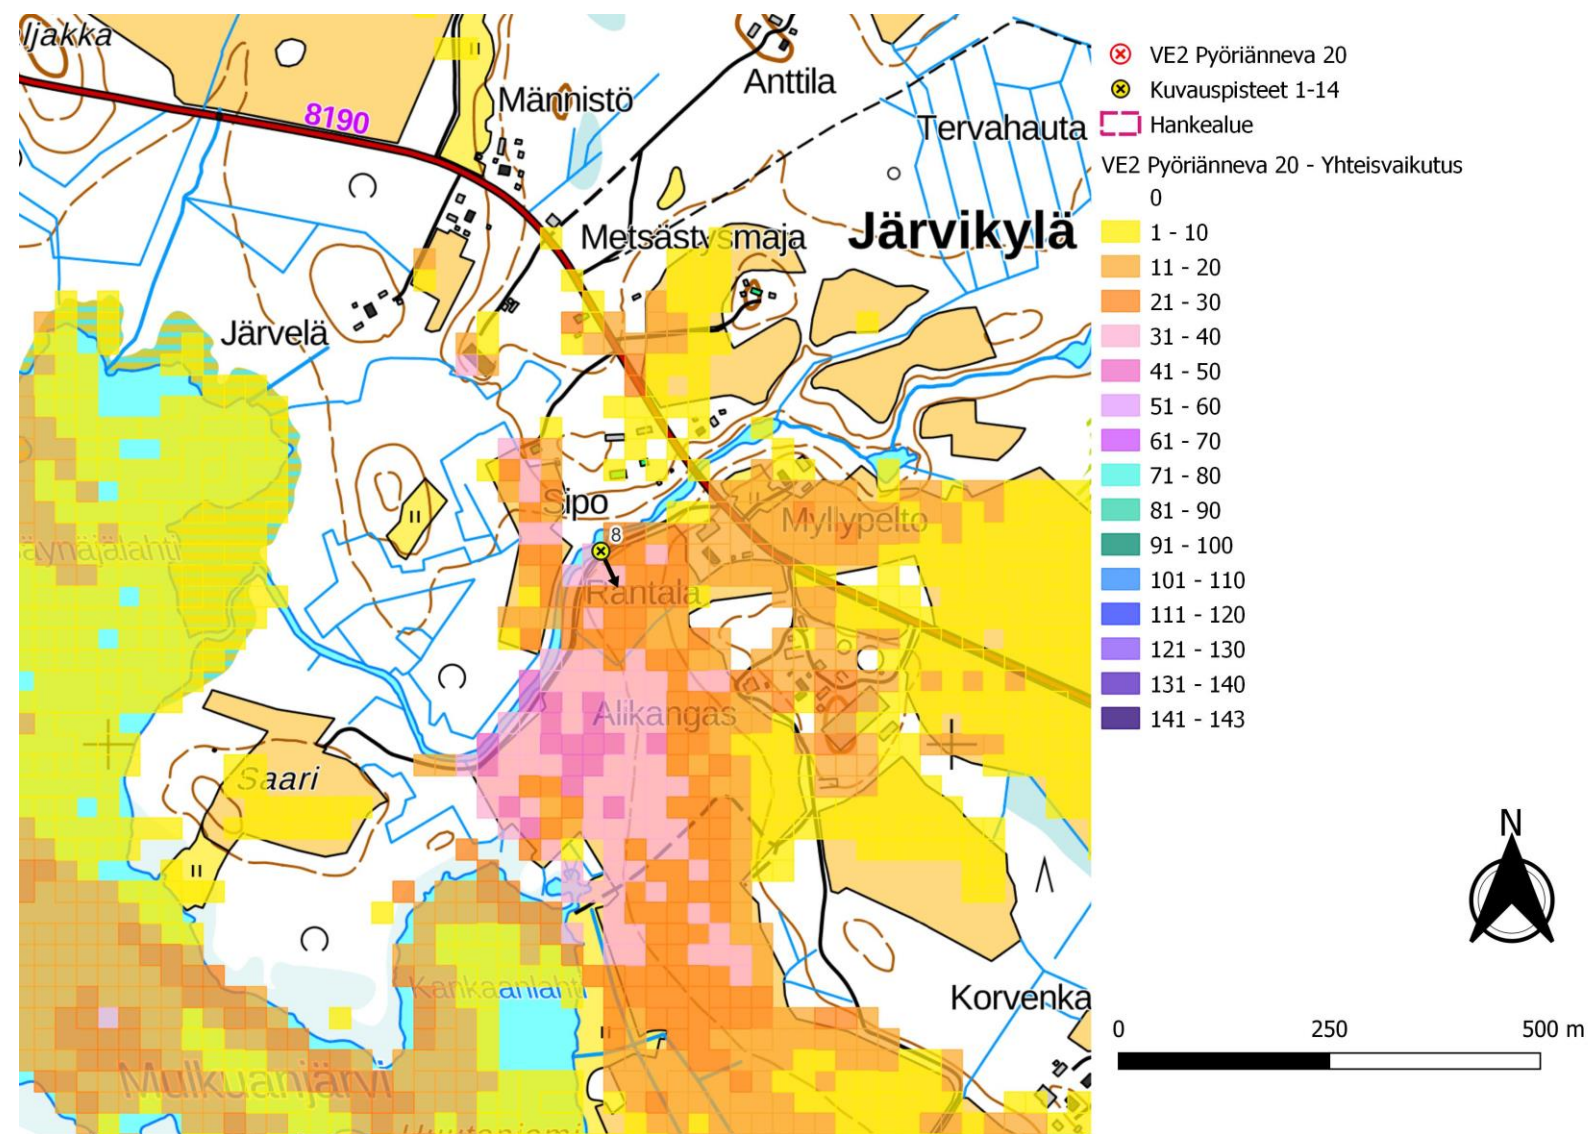 ljakka
8190
Männistö
Anttila
Tervahauta
Metsästysmaja
Järvikylä
Järvelä
Sipo
Myllypelto
äynäjälahti
8
Rantala
Alikangas
Saari
Kankaanlahti
Korvenka
Mulkuanjärvi
VE2 Pyöriänneva 20
Kuvauspisteet 1-14
Hankealue
VE2 Pyöriänneva 20 - Yhteisvaikutus
0
1 - 10
11 - 20
21 - 30
31 - 40
41 - 50
51 - 60
61 - 70
71 - 80
81 - 90
91 - 100
101 - 110
111 - 120
121 - 130
131 - 140
141 - 143
N
0 250 500 m